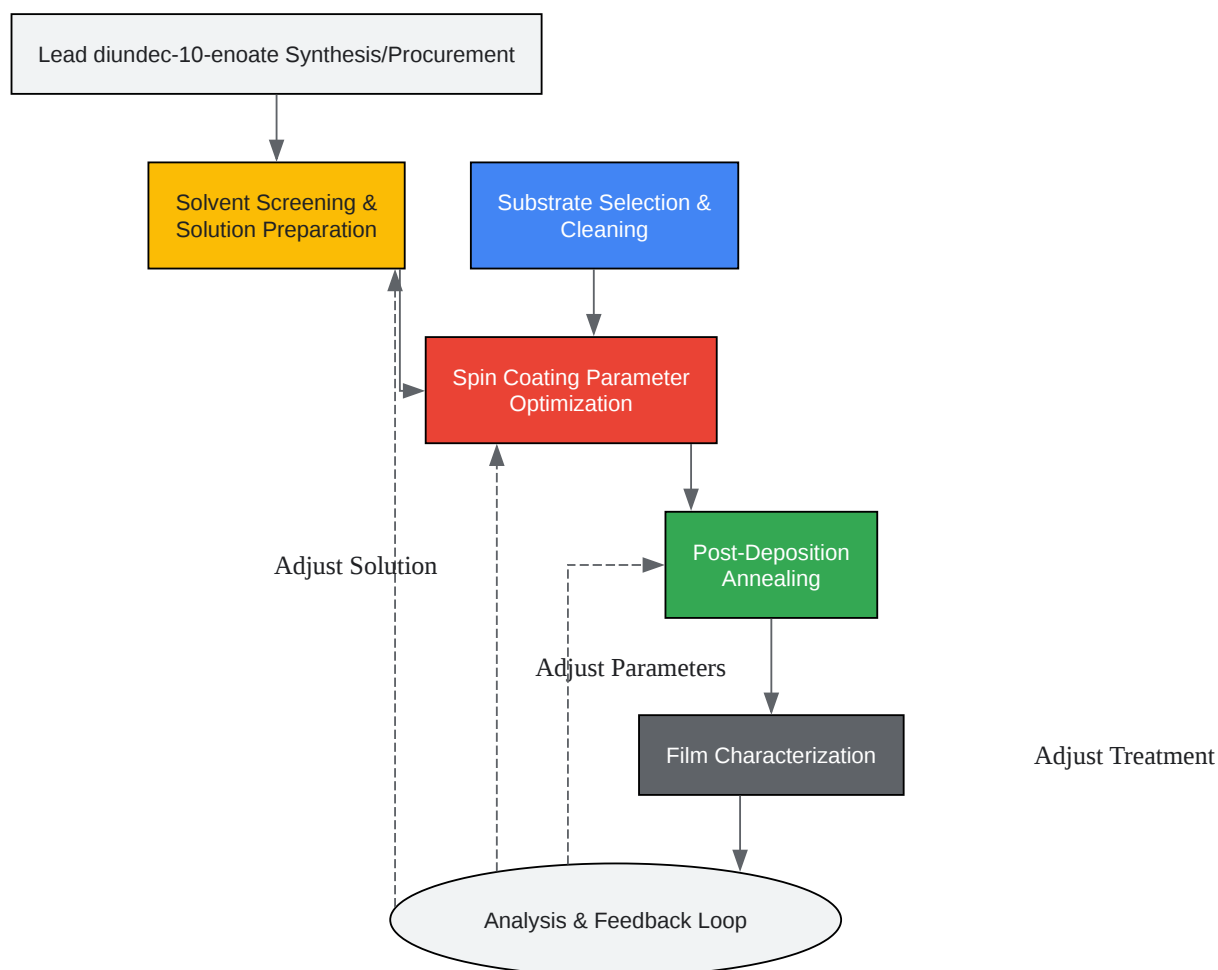 Lead diundec-10-enoate Synthesis/Procurement
Solvent Screening &
Solution Preparation
Substrate Selection &
Cleaning
Spin Coating Parameter
Optimization
Post-Deposition
Annealing
Adjust Solution
Adjust Parameters
Film Characterization
Adjust Treatment
Analysis & Feedback Loop